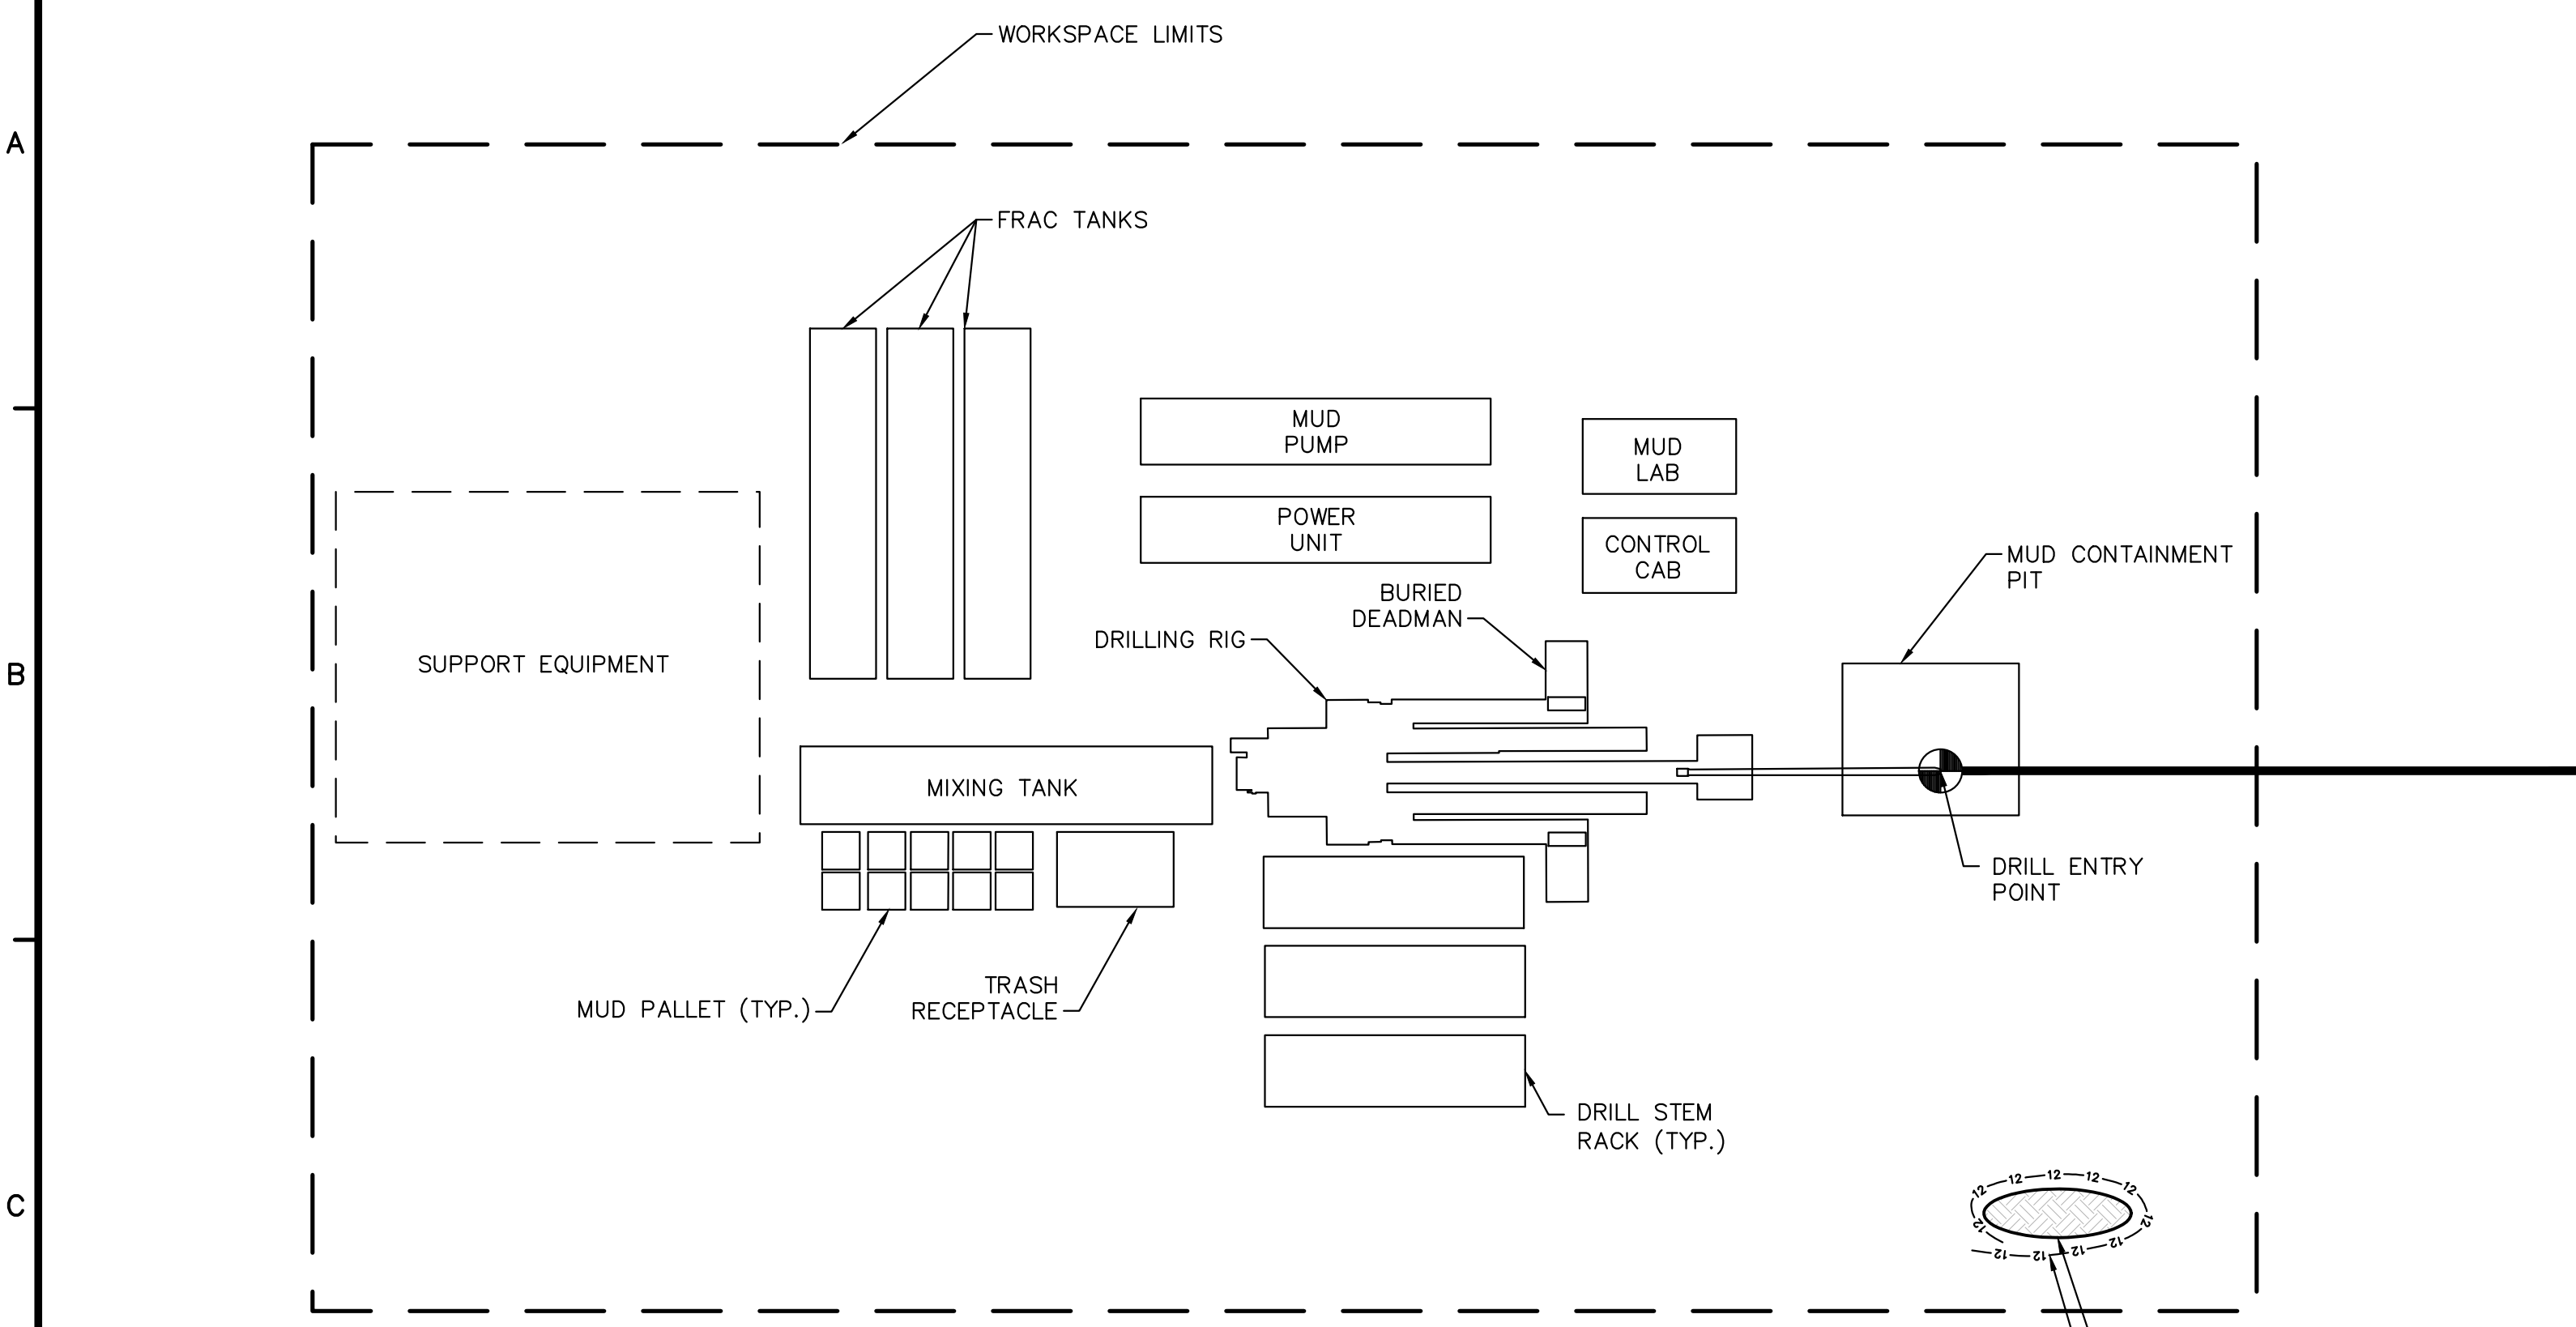 WORKSPACE LIMITS
A
FRAC TANKS
MUD
PUMP
MUD
LAB
POWER
UNIT
CONTROL
CAB
MUD CONTAINMENT
PIT
BURIED
DEADMAN
DRILLING RIG
B
SUPPORT EQUIPMENT
MIXING TANK
DRILL ENTRY
POINT
TRASH
RECEPTACLE
MUD PALLET (TYP.)
DRILL STEM
RACK (TYP.)
C
12 12 12 12 12
12 12
12 12 12 12